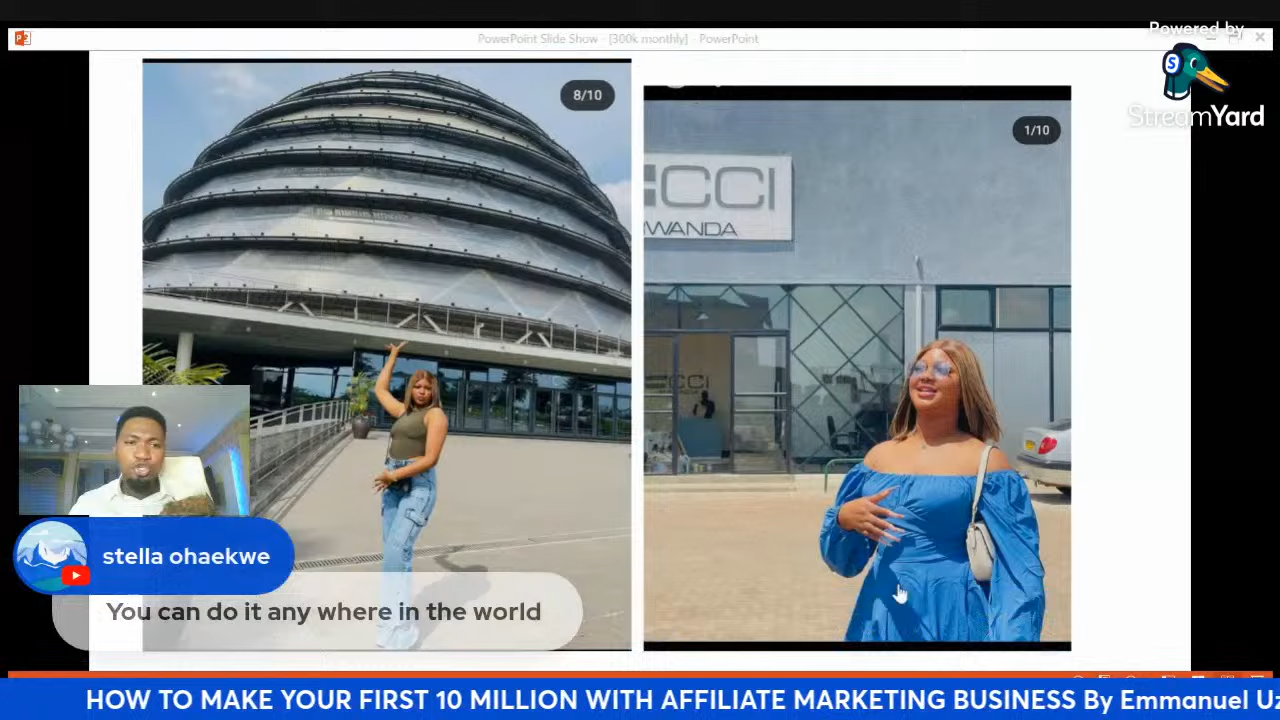 PowerPoint Slide Show - [300k monthly] - PowerPoint
Powered by
StreamYard
8/10
1/10
CCI
WANDA
CCI
stella ohaekwe
You can do it any where in the world
HOW TO MAKE YOUR FIRST 10 MILLION WITH AFFILIATE MARKETING BUSINESS By Emmanuel Uz